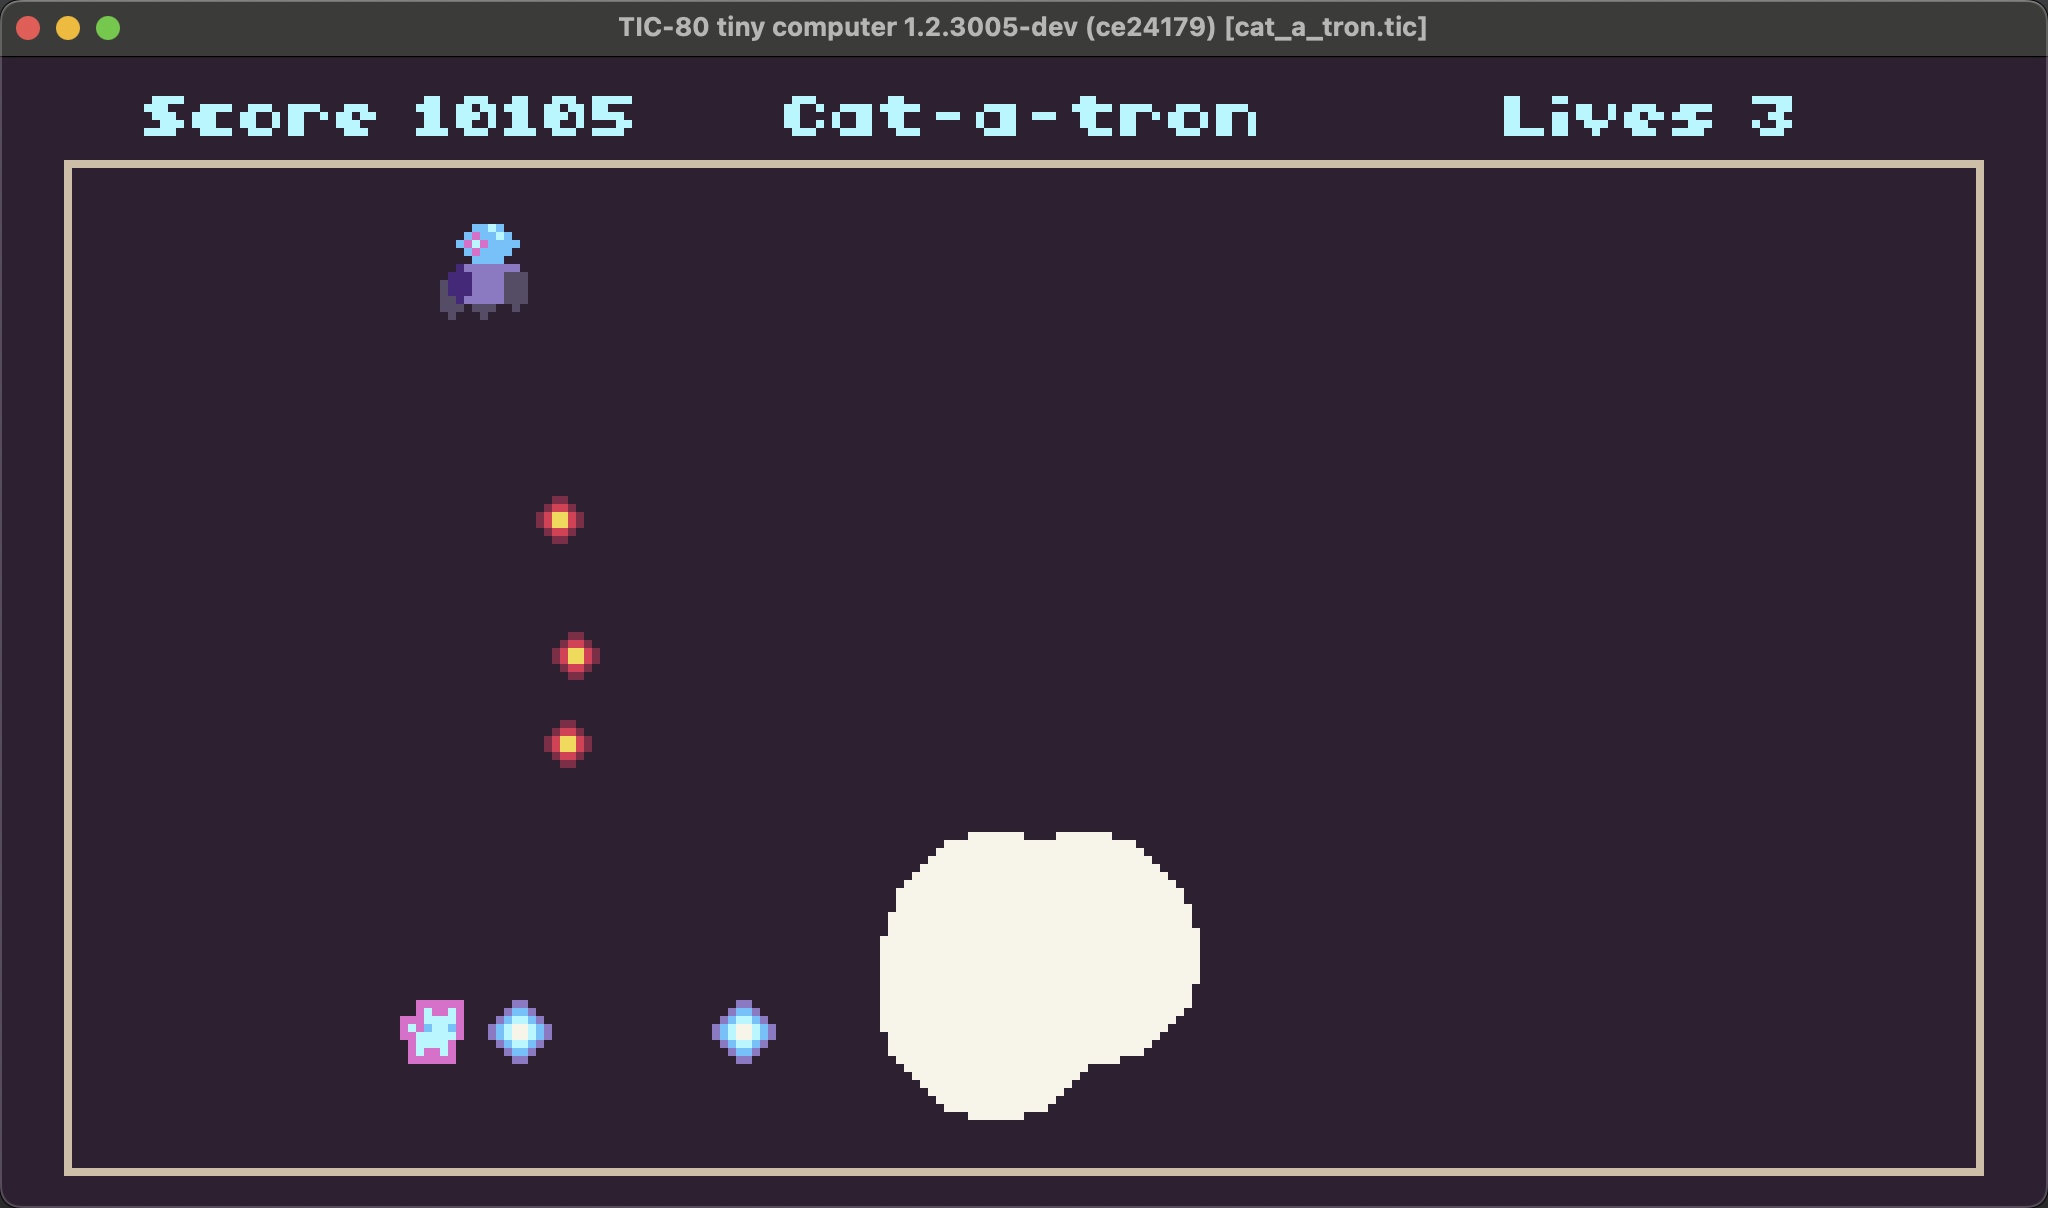 TIC-80 tiny computer 1.2.3005-dev (ce24179) [cat_a_tron.tic]
Score 10105 Cat-a-tron Lives 3